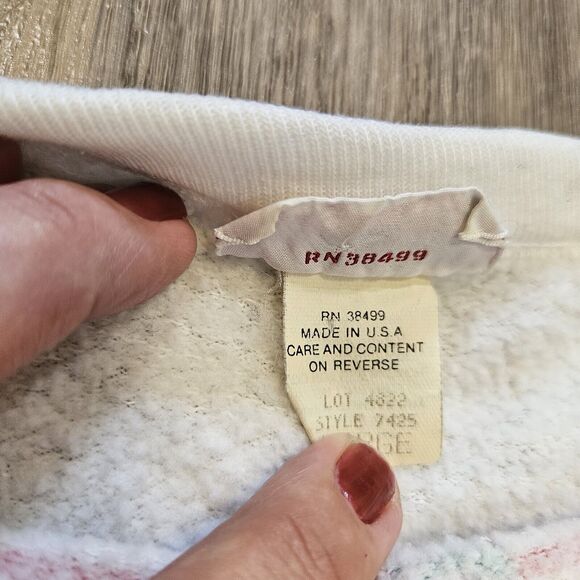 RN38499
RN 38499
MADE IN U.S.A
CARE AND CONTENT
ON REVERSE
LOT 4822
STYLE 7425